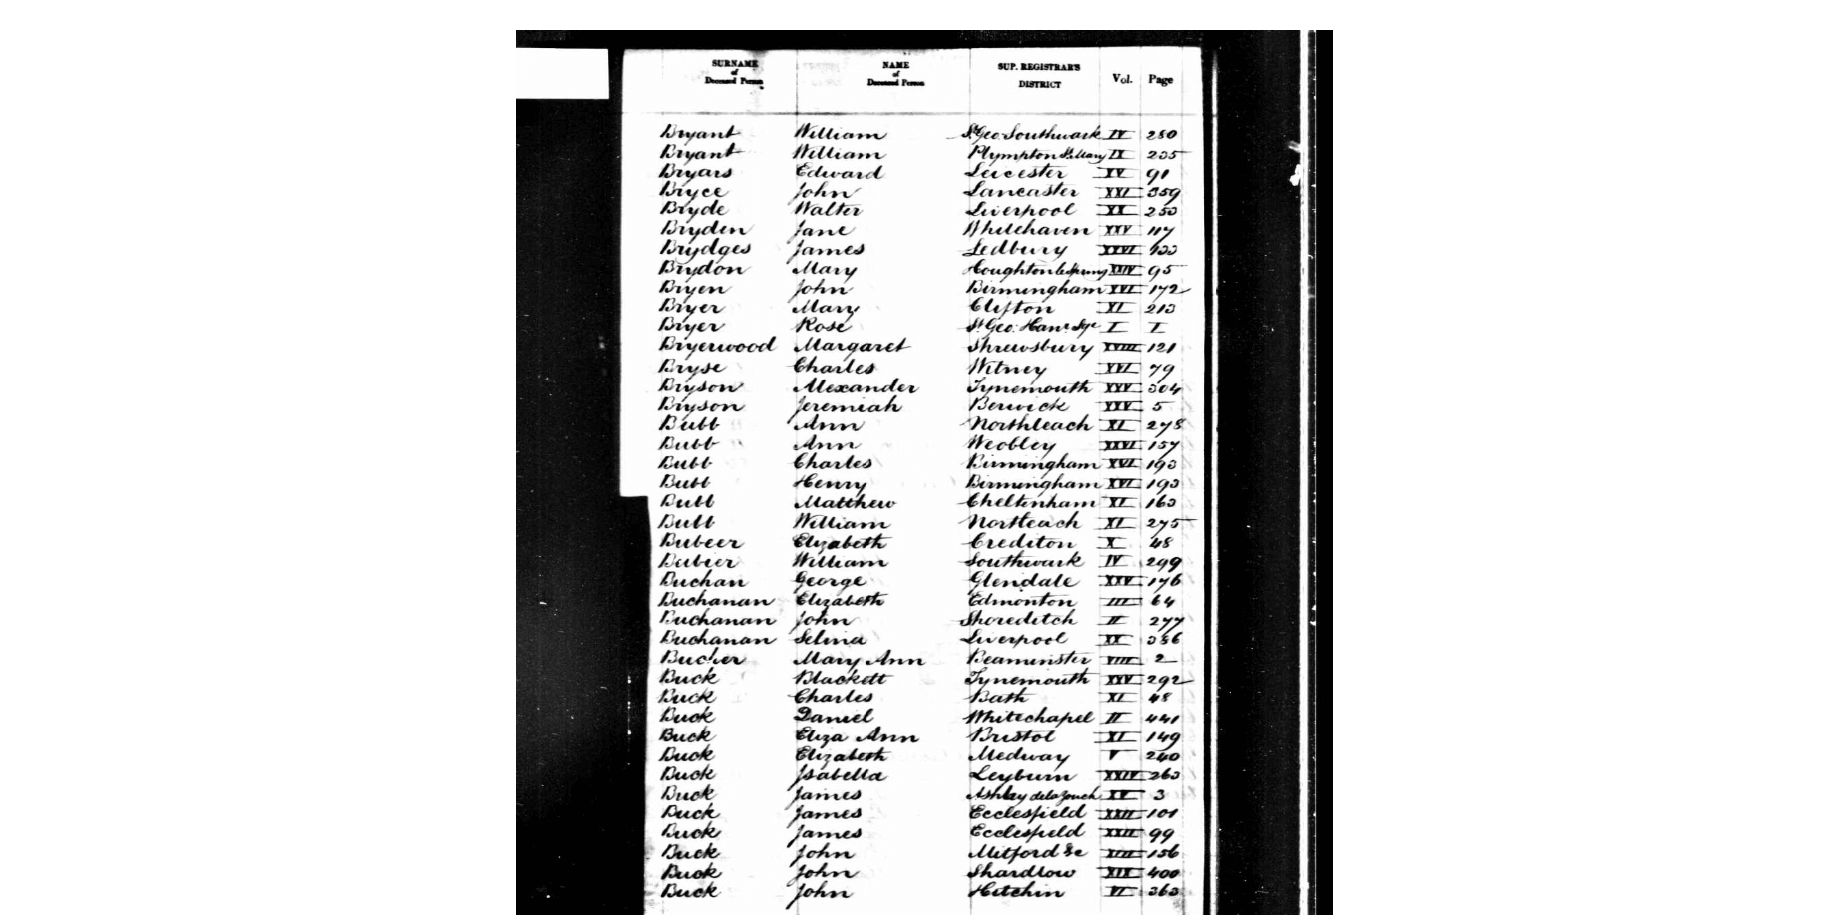 SURNAME of Deceased Person NAME of Deceased Person SUP. REGISTRAR'S DISTRICT Vol. Page
Bryant William St Geo Southwark IV 280
Bryant William Plympton St Mary IX 235
Bryars Edward Leicester XV 91
Bryce John Lancaster XXI 359
Bryde Walter Liverpool XX 253
Bryden Jane Whitehaven XXV 117
Brydges James Ledbury XXVI 133
Brydon Mary Houghton le Spring XXIV 95
Bryen John Birmingham XVI 172
Bryer Mary Clifton XI 213
Bryer Rose St Geo. Han. Sqe I I
Bryerwood Margaret Shrewsbury XVIII 121
Bryse Charles Witney XVI 79
Bryson Alexander Tynemouth XXV 304
Bryson Jeremiah Berwick XXV 5
Bubb Ann Northleach XI 278
Bubb Ann Weobley XXVI 157
Bubb Charles Birmingham XVI 193
Bubb Henry Birmingham XVI 193
Bubb Matthew Cheltenham XI 163
Bubb William Northleach XI 275
Bubeer Elizabeth Crediton X 48
Bubier William Southwark IV 299
Buchan George Glendale XXV 176
Buchanan Elizabeth Edmonton III 64
Buchanan John Shoreditch II 277
Buchanan Selina Liverpool XX 386
Bucher Mary Ann Beaminster VIII 2
Buck Blackett Tynemouth XXV 292
Buck Charles Bath XI 48
Buck Daniel Whitechapel II 441
Buck Eliza Ann Bristol XI 149
Buck Elizabeth Medway V 240
Buck Isabella Leyburn XXIV 263
Buck James Ashby de la Zouch XV 3
Buck James Ecclesfield XXII 101
Buck James Ecclesfield XXII 99
Buck John Mitford &c XIII 156
Buck John Shardlow XIX 400
Buck John Hitchin VI 363